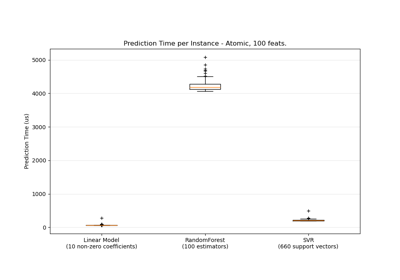 Prediction Time per Instance - Atomic, 100 feats.
5000
4000
3000
2000
1000
0
Prediction Time (us)
Linear Model
(10 non-zero coefficients)
RandomForest
(100 estimators)
SVR
(660 support vectors)